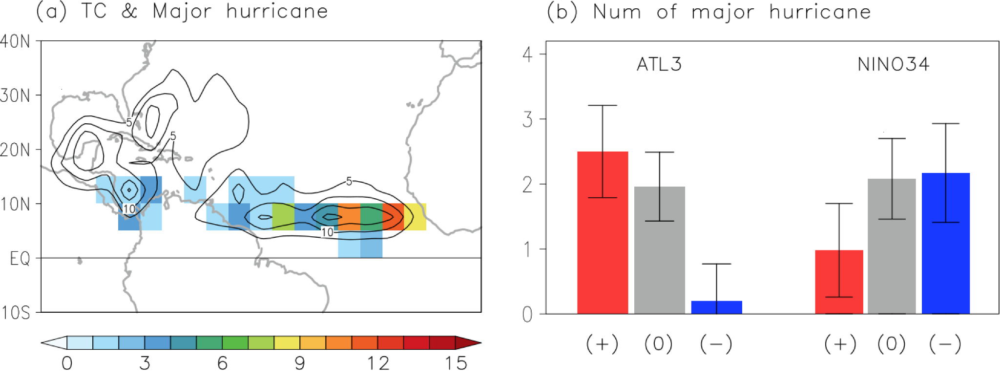 (a) TC & Major hurricane
40N
30N
20N
10N
EQ
10S
5
5
5
10
10
0 3 6 9 12 15
(b) Num of major hurricane
4
3
2
1
0
ATL3 NINO34
(+) (0) (-) (+) (0) (-)